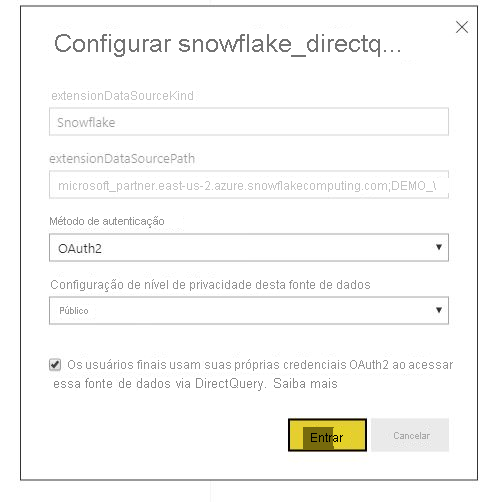 Configurar snowflake_directq...
extensionDataSourceKind
Snowflake
extensionDataSourcePath
microsoft_partner.east-us-2.azure.snowflakecomputing.com;DEMO_
Método de autenticação
OAuth2
Configuração de nível de privacidade desta fonte de dados
Público
Os usuários finais usam suas próprias credenciais OAuth2 ao acessar
essa fonte de dados via DirectQuery. Saiba mais
Entrar
Cancelar